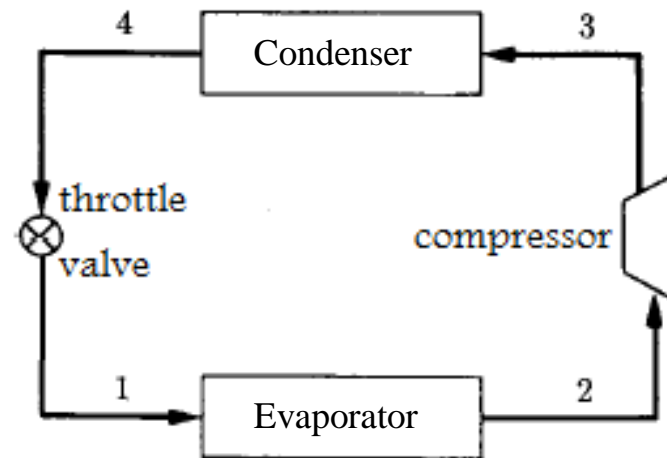 4
Condenser
3
throttle
valve
compressor
1
Evaporator
2